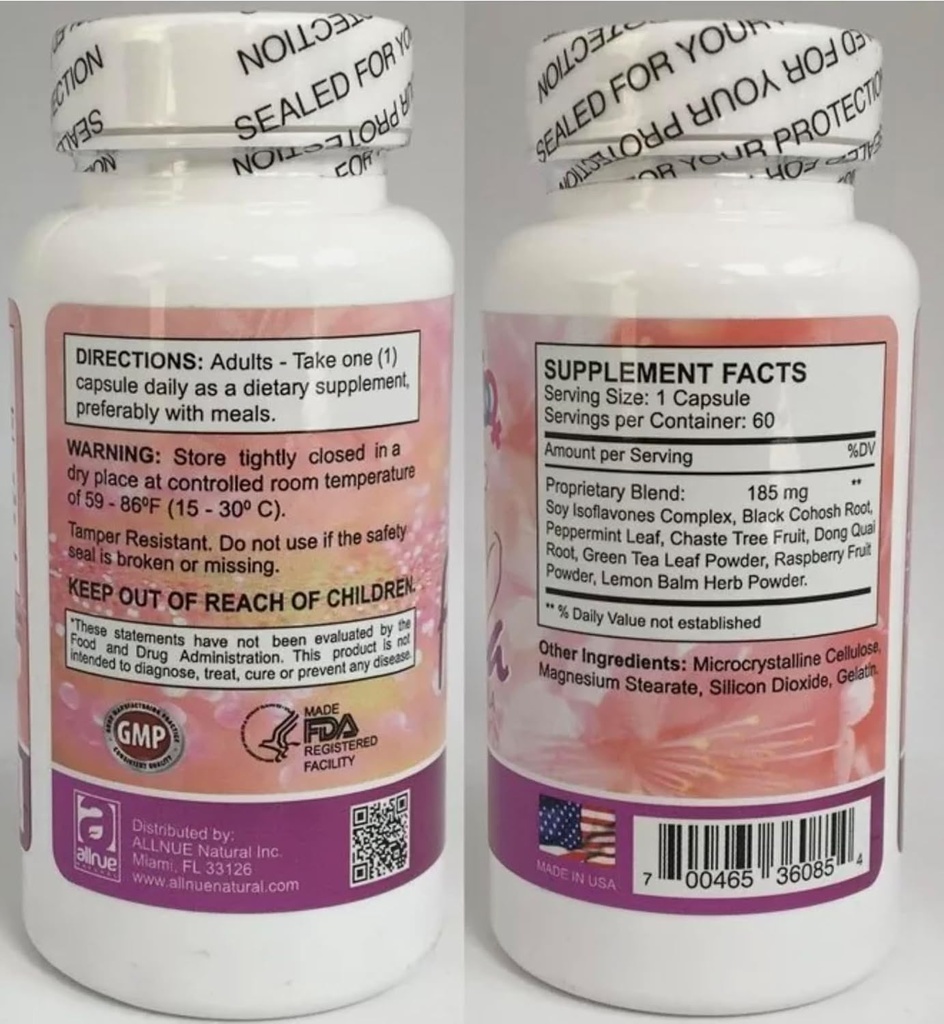 SEALED FOR YO
DIRECTIONS: Adults - Take one (1)
capsule daily as a dietary supplement,
preferably with meals.
WARNING: Store tightly closed in a
dry place at controlled room temperature
of 59 - 86ºF (15 - 30º C).
Tamper Resistant. Do not use if the safety
seal is broken or missing.
KEEP OUT OF REACH OF CHILDREN.
*These statements have not been evaluated by the
Food and Drug Administration. This product is not
intended to diagnose, treat, cure or prevent any disease.
GOOD MANUFACTURING PRACTICE
GMP
CONSISTENT QUALITY
MADE
FDA
REGISTERED
FACILITY
allnue
Distributed by:
ALLNUE Natural Inc.
Miami, FL 33126
www.allnuenatural.com
SEALED FOR YOUR
FOR YOUR PROTECTIO
SUPPLEMENT FACTS
Serving Size: 1 Capsule
Servings per Container: 60
Amount per Serving %DV
Proprietary Blend: 185 mg **
Soy Isoflavones Complex, Black Cohosh Root,
Peppermint Leaf, Chaste Tree Fruit, Dong Quai
Root, Green Tea Leaf Powder, Raspberry Fruit
Powder, Lemon Balm Herb Powder.
** % Daily Value not established
Other Ingredients: Microcrystalline Cellulose,
Magnesium Stearate, Silicon Dioxide, Gelatin.
MADE IN USA
7 00465 36085 4